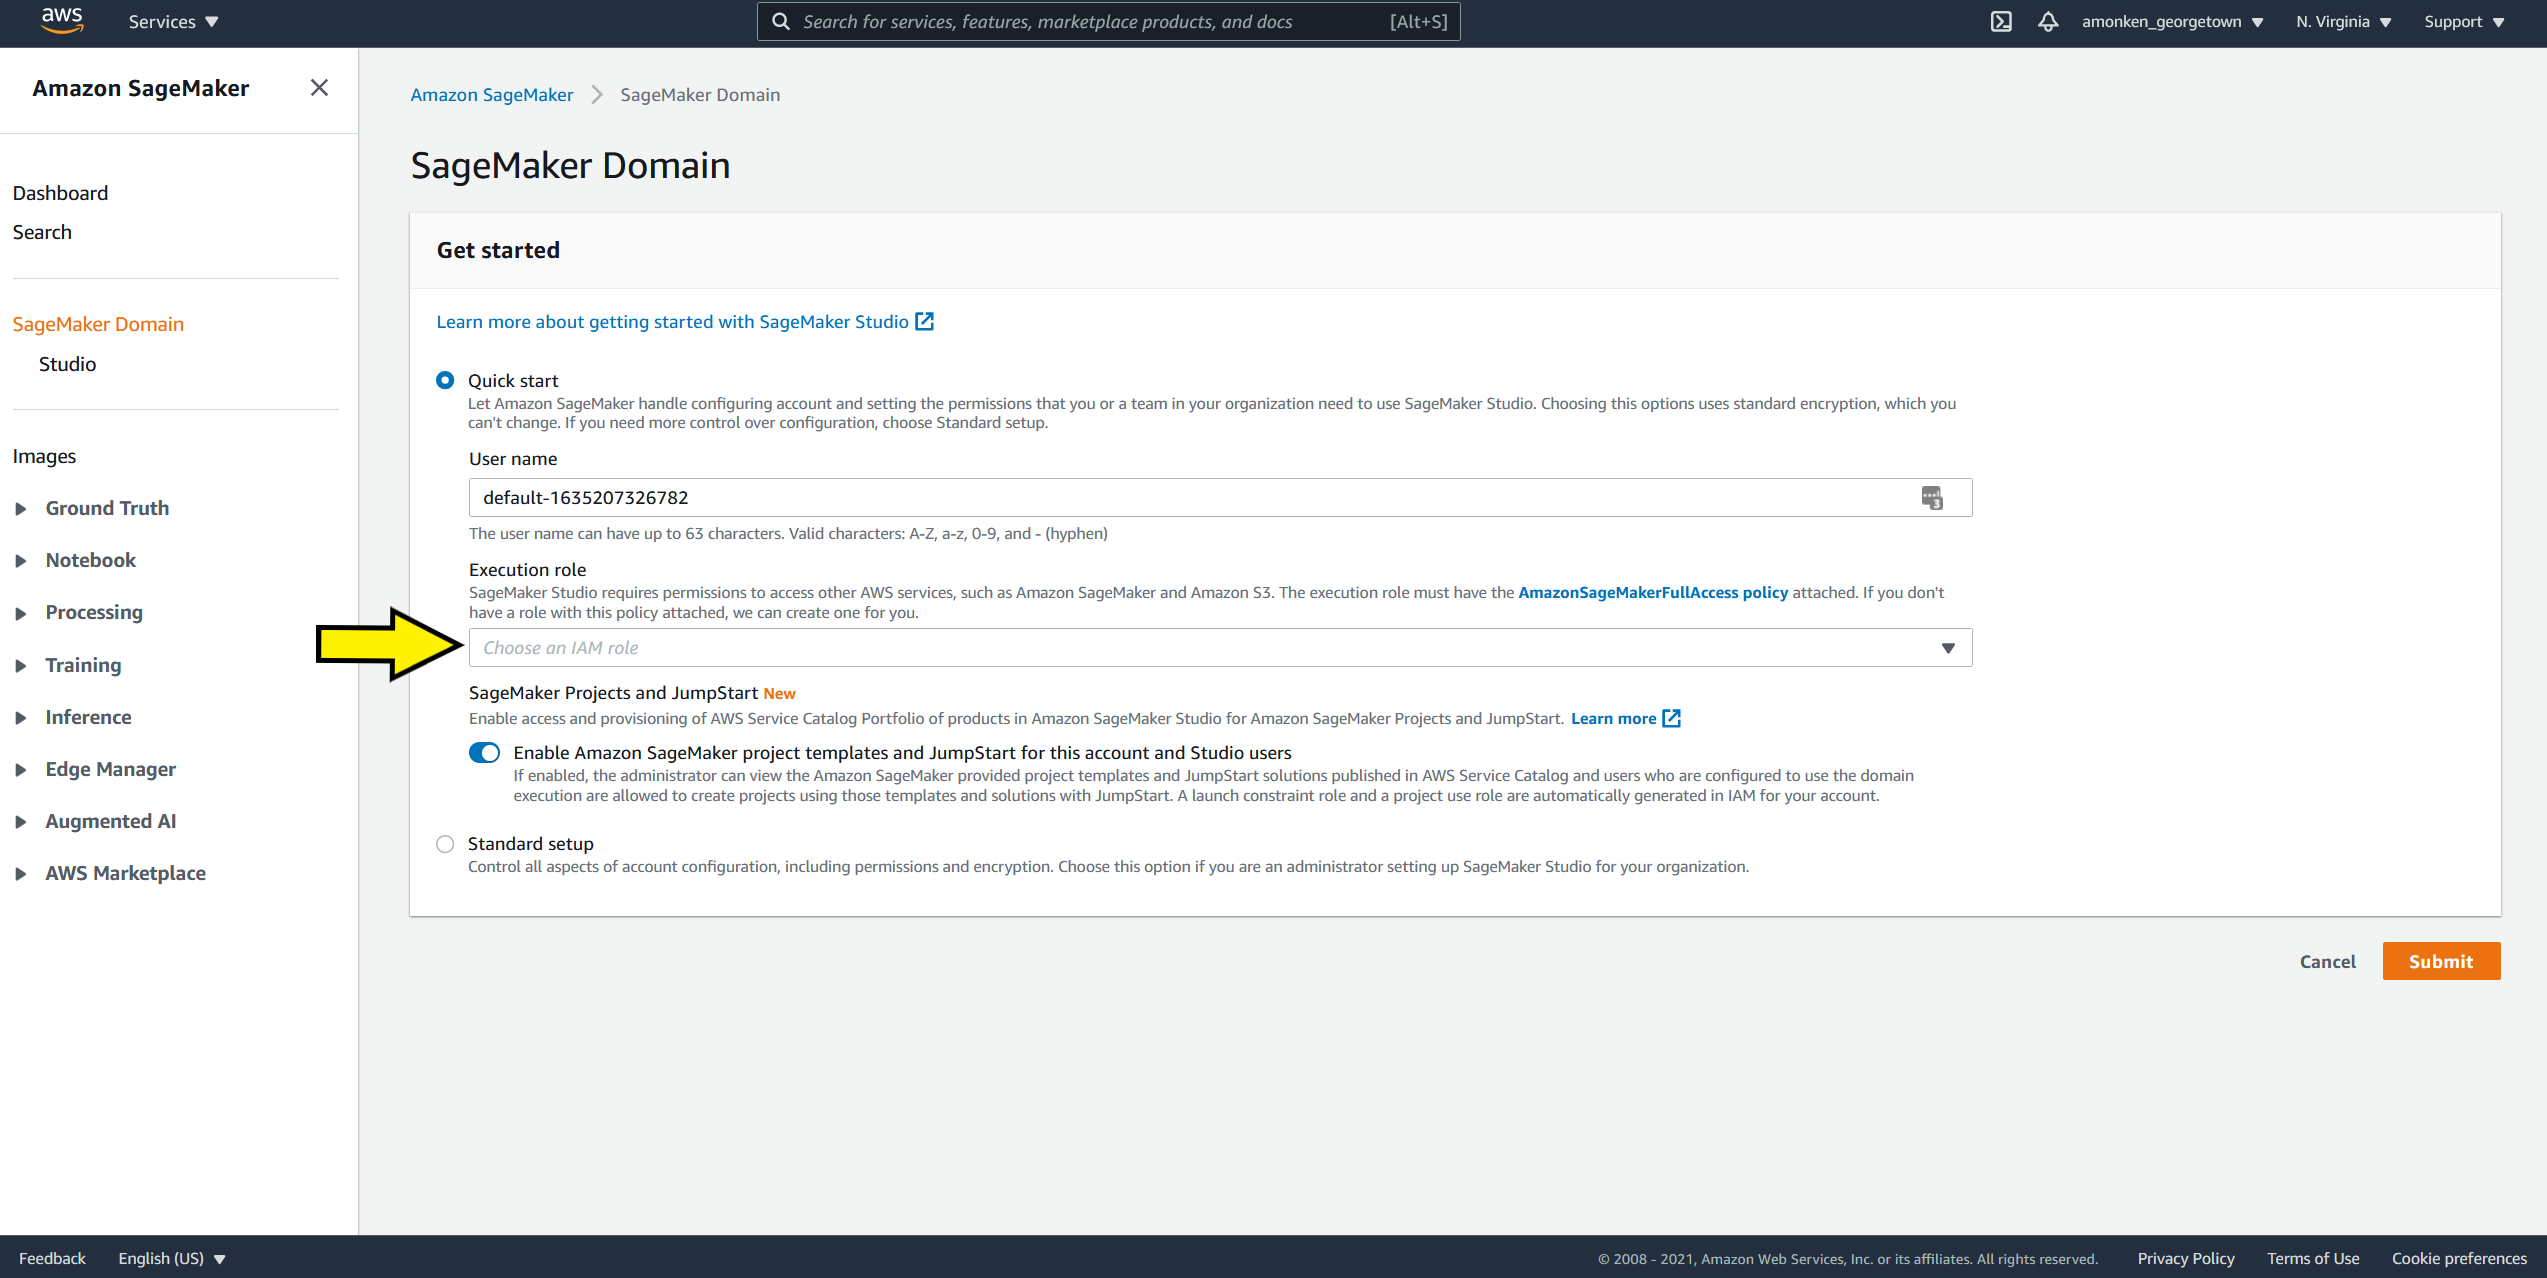 aws
Services
Search for services, features, marketplace products, and docs
[Alt+S]
amonken_georgetown
N. Virginia
Support
Amazon SageMaker
Dashboard
Search
SageMaker Domain
Studio
Images
Ground Truth
Notebook
Processing
Training
Inference
Edge Manager
Augmented AI
AWS Marketplace
Amazon SageMaker
SageMaker Domain
SageMaker Domain
Get started
Learn more about getting started with SageMaker Studio
Quick start
Let Amazon SageMaker handle configuring account and setting the permissions that you or a team in your organization need to use SageMaker Studio. Choosing this options uses standard encryption, which you
can't change. If you need more control over configuration, choose Standard setup.
User name
default-1635207326782
3
The user name can have up to 63 characters. Valid characters: A-Z, a-z, 0-9, and - (hyphen)
Execution role
SageMaker Studio requires permissions to access other AWS services, such as Amazon SageMaker and Amazon S3. The execution role must have the AmazonSageMakerFullAccess policy attached. If you don't
have a role with this policy attached, we can create one for you.
Choose an IAM role
SageMaker Projects and JumpStart New
Enable access and provisioning of AWS Service Catalog Portfolio of products in Amazon SageMaker Studio for Amazon SageMaker Projects and JumpStart. Learn more
Enable Amazon SageMaker project templates and JumpStart for this account and Studio users
If enabled, the administrator can view the Amazon SageMaker provided project templates and JumpStart solutions published in AWS Service Catalog and users who are configured to use the domain
execution are allowed to create projects using those templates and solutions with JumpStart. A launch constraint role and a project use role are automatically generated in IAM for your account.
Standard setup
Control all aspects of account configuration, including permissions and encryption. Choose this option if you are an administrator setting up SageMaker Studio for your organization.
Cancel
Submit
Feedback
English (US)
© 2008 - 2021, Amazon Web Services, Inc. or its affiliates. All rights reserved.
Privacy Policy
Terms of Use
Cookie preferences